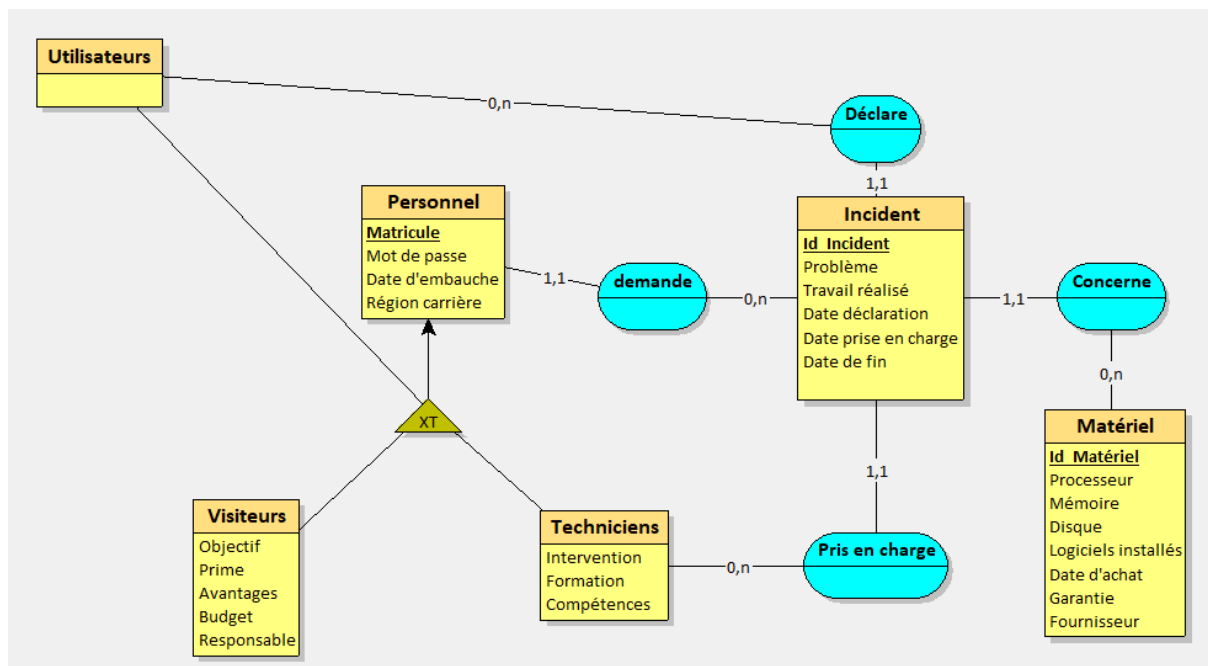 Utilisateurs
0,n
Déclare
1,1
Personnel
Matricule
Mot de passe
Date d'embauche
Région carrière
1,1
demande
0,n
Incident
Id_Incident
Problème
Travail réalisé
Date déclaration
Date prise en charge
Date de fin
1,1
Concerne
0,n
Matériel
Id_Matériel
Processeur
Mémoire
Disque
Logiciels installés
Date d'achat
Garantie
Fournisseur
XT
1,1
Visiteurs
Objectif
Prime
Avantages
Budget
Responsable
Techniciens
Intervention
Formation
Compétences
0,n
Pris en charge